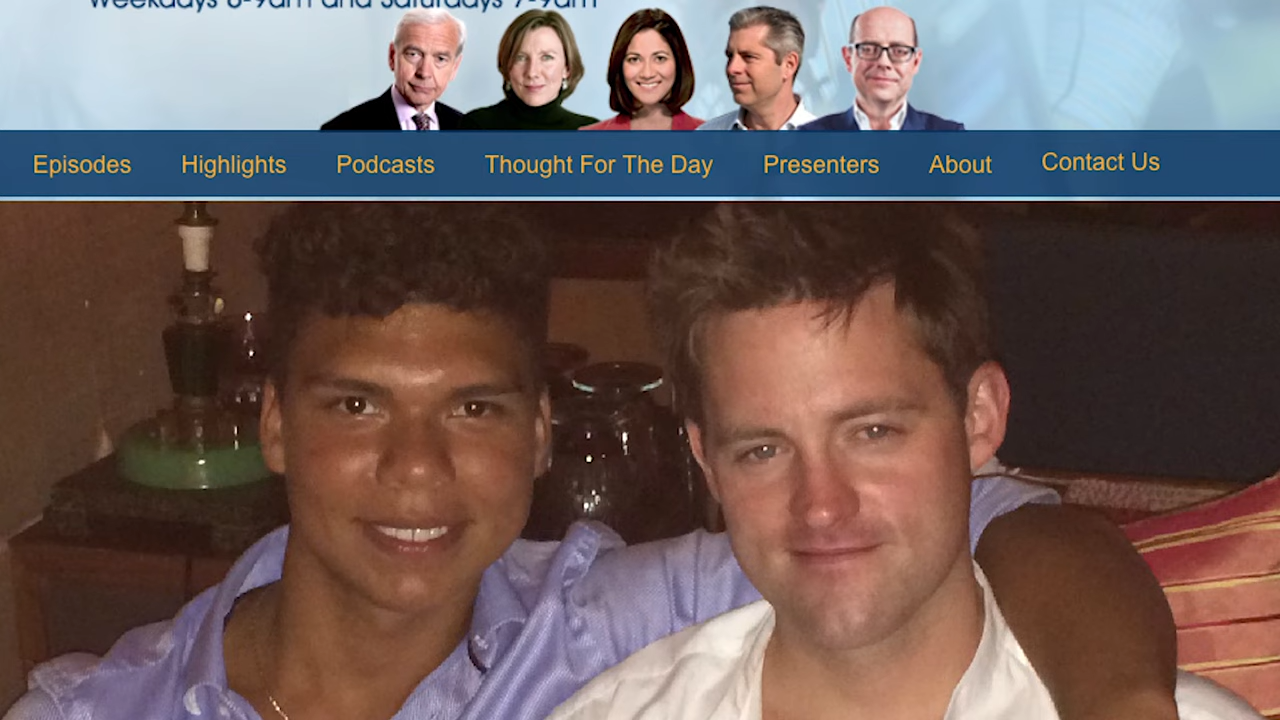 Weekdays 6-9am and Saturdays 7-9am
Episodes Highlights Podcasts Thought For The Day Presenters About Contact Us